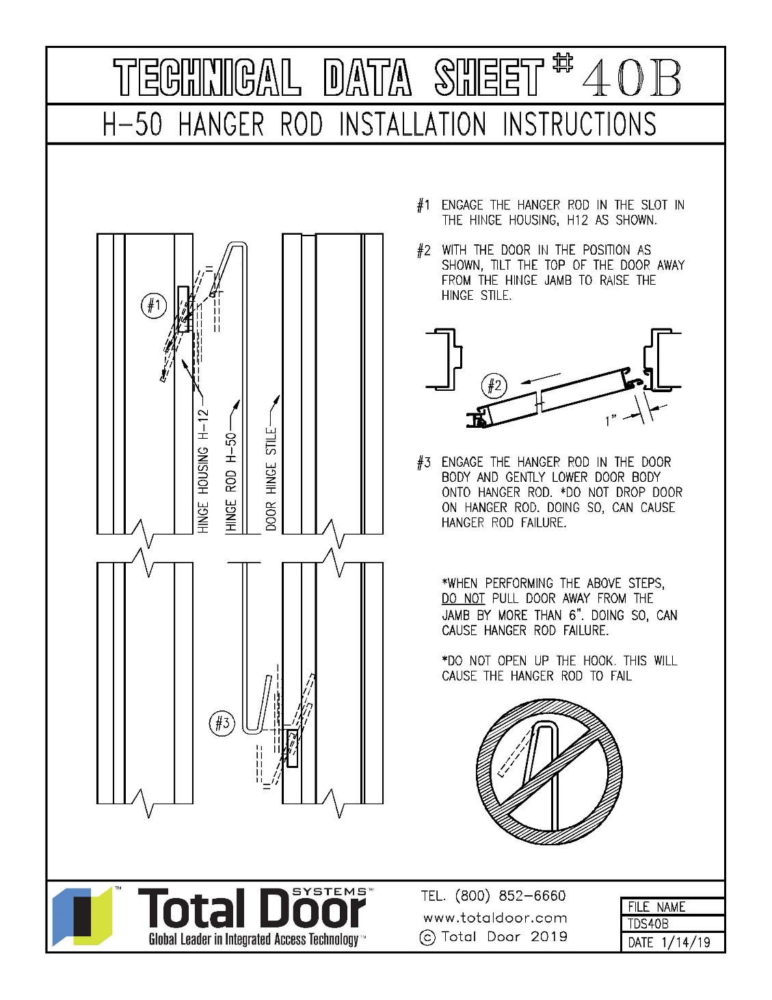 TECHNICAL DATA SHEET #40B
H-50 HANGER ROD INSTALLATION INSTRUCTIONS
#1 ENGAGE THE HANGER ROD IN THE SLOT IN
THE HINGE HOUSING, H12 AS SHOWN.
#2 WITH THE DOOR IN THE POSITION AS
SHOWN, TILT THE TOP OF THE DOOR AWAY
FROM THE HINGE JAMB TO RAISE THE
HINGE STILE.
#1
HINGE HOUSING H-12
HINGE ROD H-50
DOOR HINGE STILE
#2
1"
#3 ENGAGE THE HANGER ROD IN THE DOOR
BODY AND GENTLY LOWER DOOR BODY
ONTO HANGER ROD. *DO NOT DROP DOOR
ON HANGER ROD. DOING SO, CAN CAUSE
HANGER ROD FAILURE.
*WHEN PERFORMING THE ABOVE STEPS,
DO NOT PULL DOOR AWAY FROM THE
JAMB BY MORE THAN 6". DOING SO, CAN
CAUSE HANGER ROD FAILURE.
*DO NOT OPEN UP THE HOOK. THIS WILL
CAUSE THE HANGER ROD TO FAIL
#3
™
Total Door SYSTEMS™
Global Leader in Integrated Access Technology™
TEL. (800) 852-6660
www.totaldoor.com
© Total Door 2019
FILE NAME
TDS40B
DATE 1/14/19